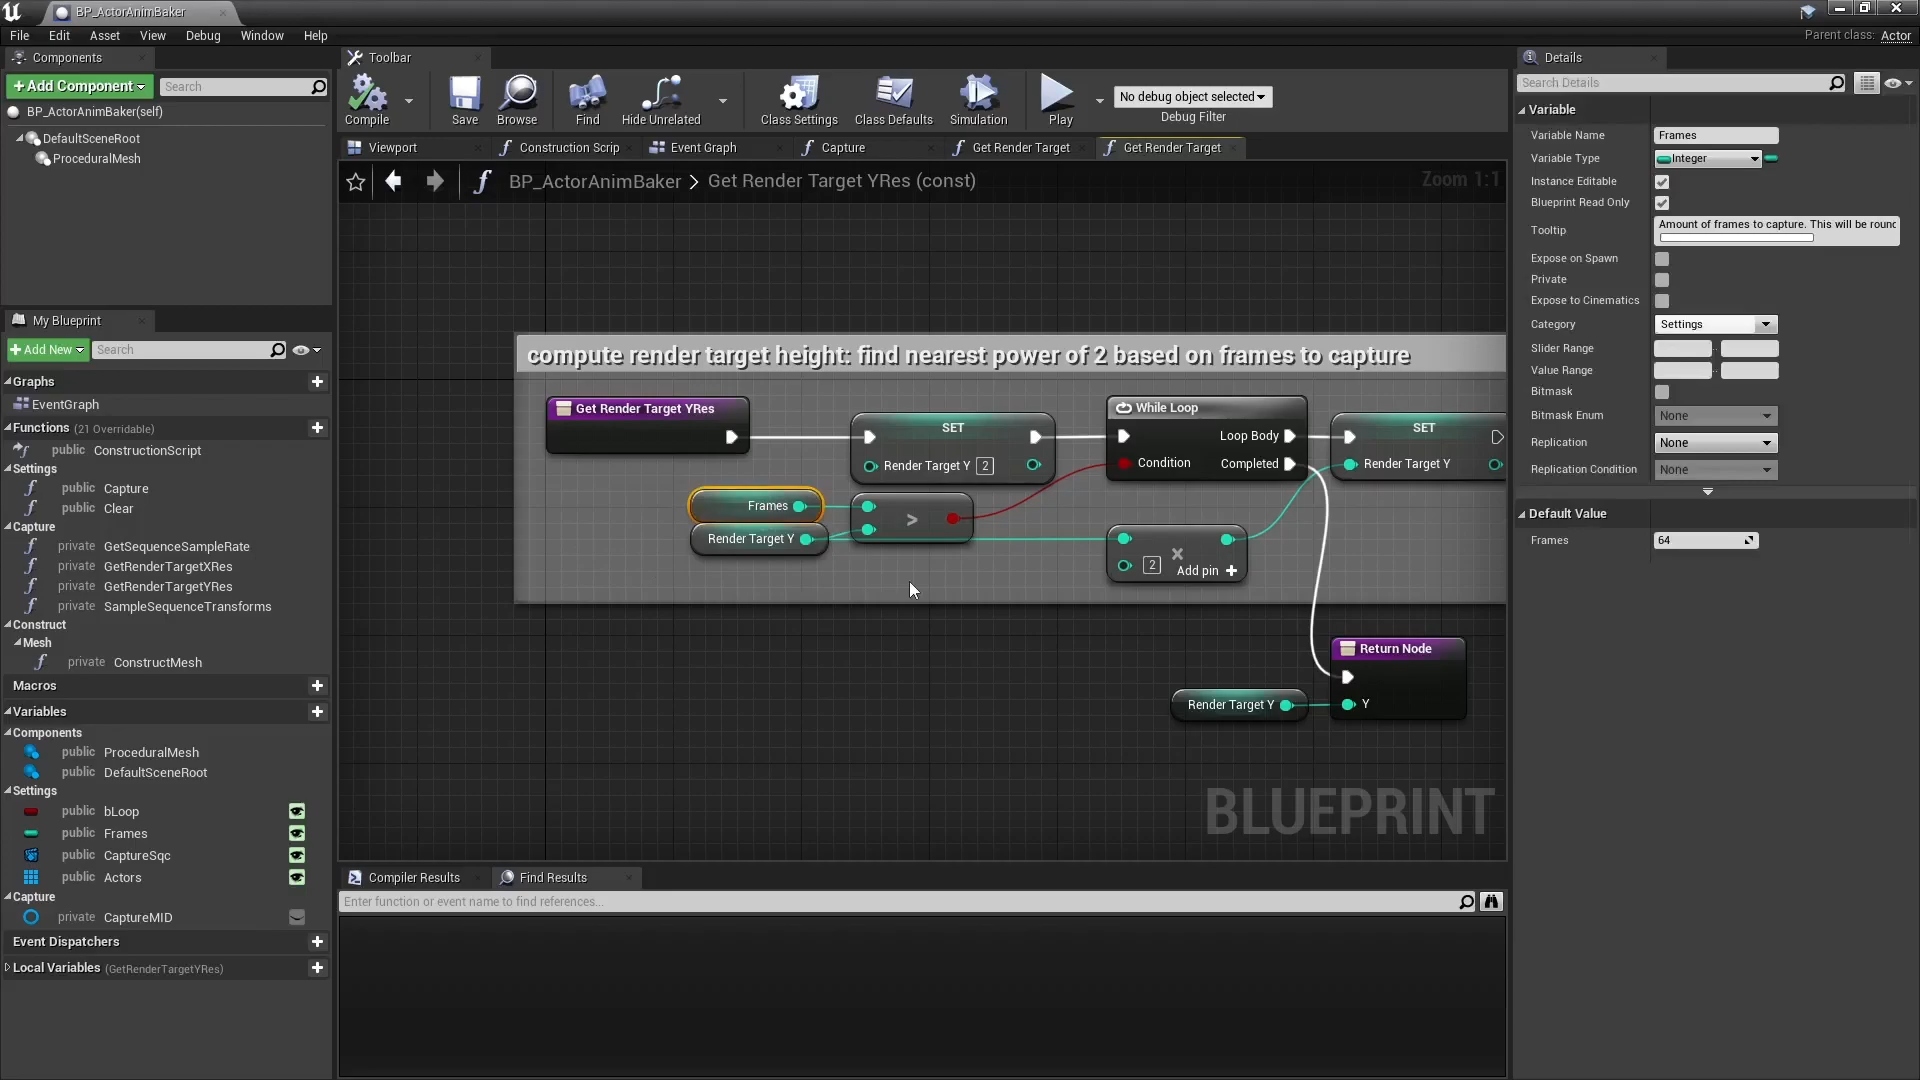 BP_ActorAnimBaker
File Edit Asset View Debug Window Help
Parent class: Actor
Components
+Add Component
Search
BP_ActorAnimBaker(self)
DefaultSceneRoot
ProceduralMesh
My Blueprint
+Add New
Search
Graphs
EventGraph
Functions (21 Overridable)
public ConstructionScript
Settings
public Capture
public Clear
Capture
private GetSequenceSampleRate
private GetRenderTargetXRes
private GetRenderTargetYRes
private SampleSequenceTransforms
Construct
Mesh
private ConstructMesh
Macros
Variables
Components
public ProceduralMesh
public DefaultSceneRoot
Settings
public bLoop
public Frames
public CaptureSqc
public Actors
Capture
private CaptureMID
Event Dispatchers
Local Variables (GetRenderTargetYRes)
Toolbar
Compile
Save
Browse
Find
Hide Unrelated
Class Settings
Class Defaults
Simulation
Play
No debug object selected
Debug Filter
Viewport
Construction Scrip
Event Graph
Capture
Get Render Target
Get Render Target
BP_ActorAnimBaker > Get Render Target YRes (const)
Zoom 1:1
compute render target height: find nearest power of 2 based on frames to capture
Get Render Target YRes
SET
Render Target Y 2
While Loop
Loop Body
Condition
Completed
SET
Render Target Y
Frames
>
Render Target Y
×
2
Add pin +
Return Node
Render Target Y
Y
BLUEPRINT
Compiler Results
Find Results
Enter function or event name to find references...
Details
Search Details
Variable
Variable Name Frames
Variable Type Integer
Instance Editable
Blueprint Read Only
Tooltip Amount of frames to capture. This will be roun
Expose on Spawn
Private
Expose to Cinematics
Category Settings
Slider Range
Value Range
Bitmask
Bitmask Enum None
Replication None
Replication Condition None
Default Value
Frames 64